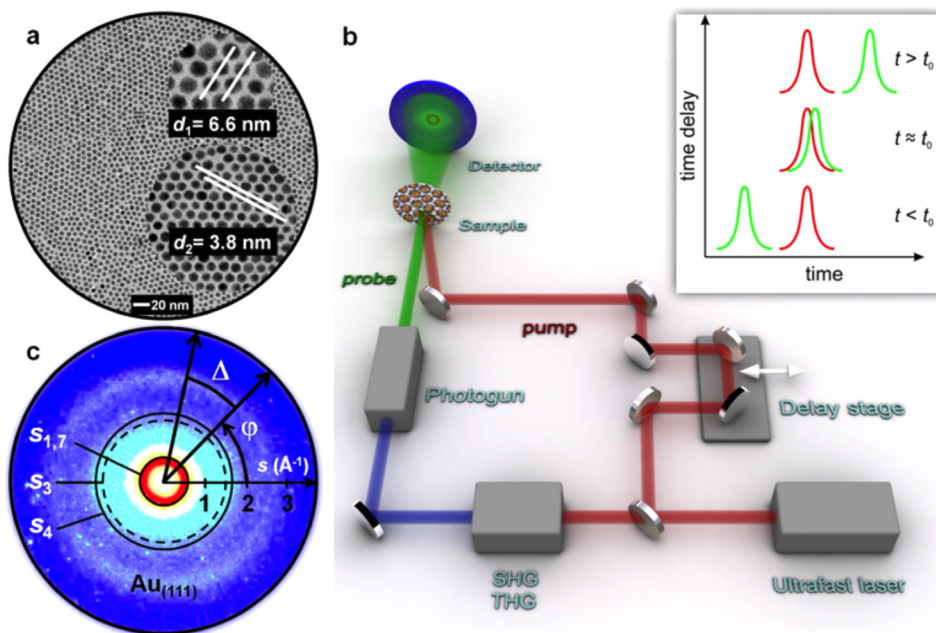 a
d₁= 6.6 nm
d₂= 3.8 nm
20 nm
b
Detector
Sample
probe
pump
Photogun
Delay stage
SHG
THG
Ultrafast laser
time delay
t > t₀
t ≈ t₀
t < t₀
time
c
Δ
φ
s₁,₇
s₃
s₄
s (Å⁻¹)
1 2 3
Au₍₁₁₁₎